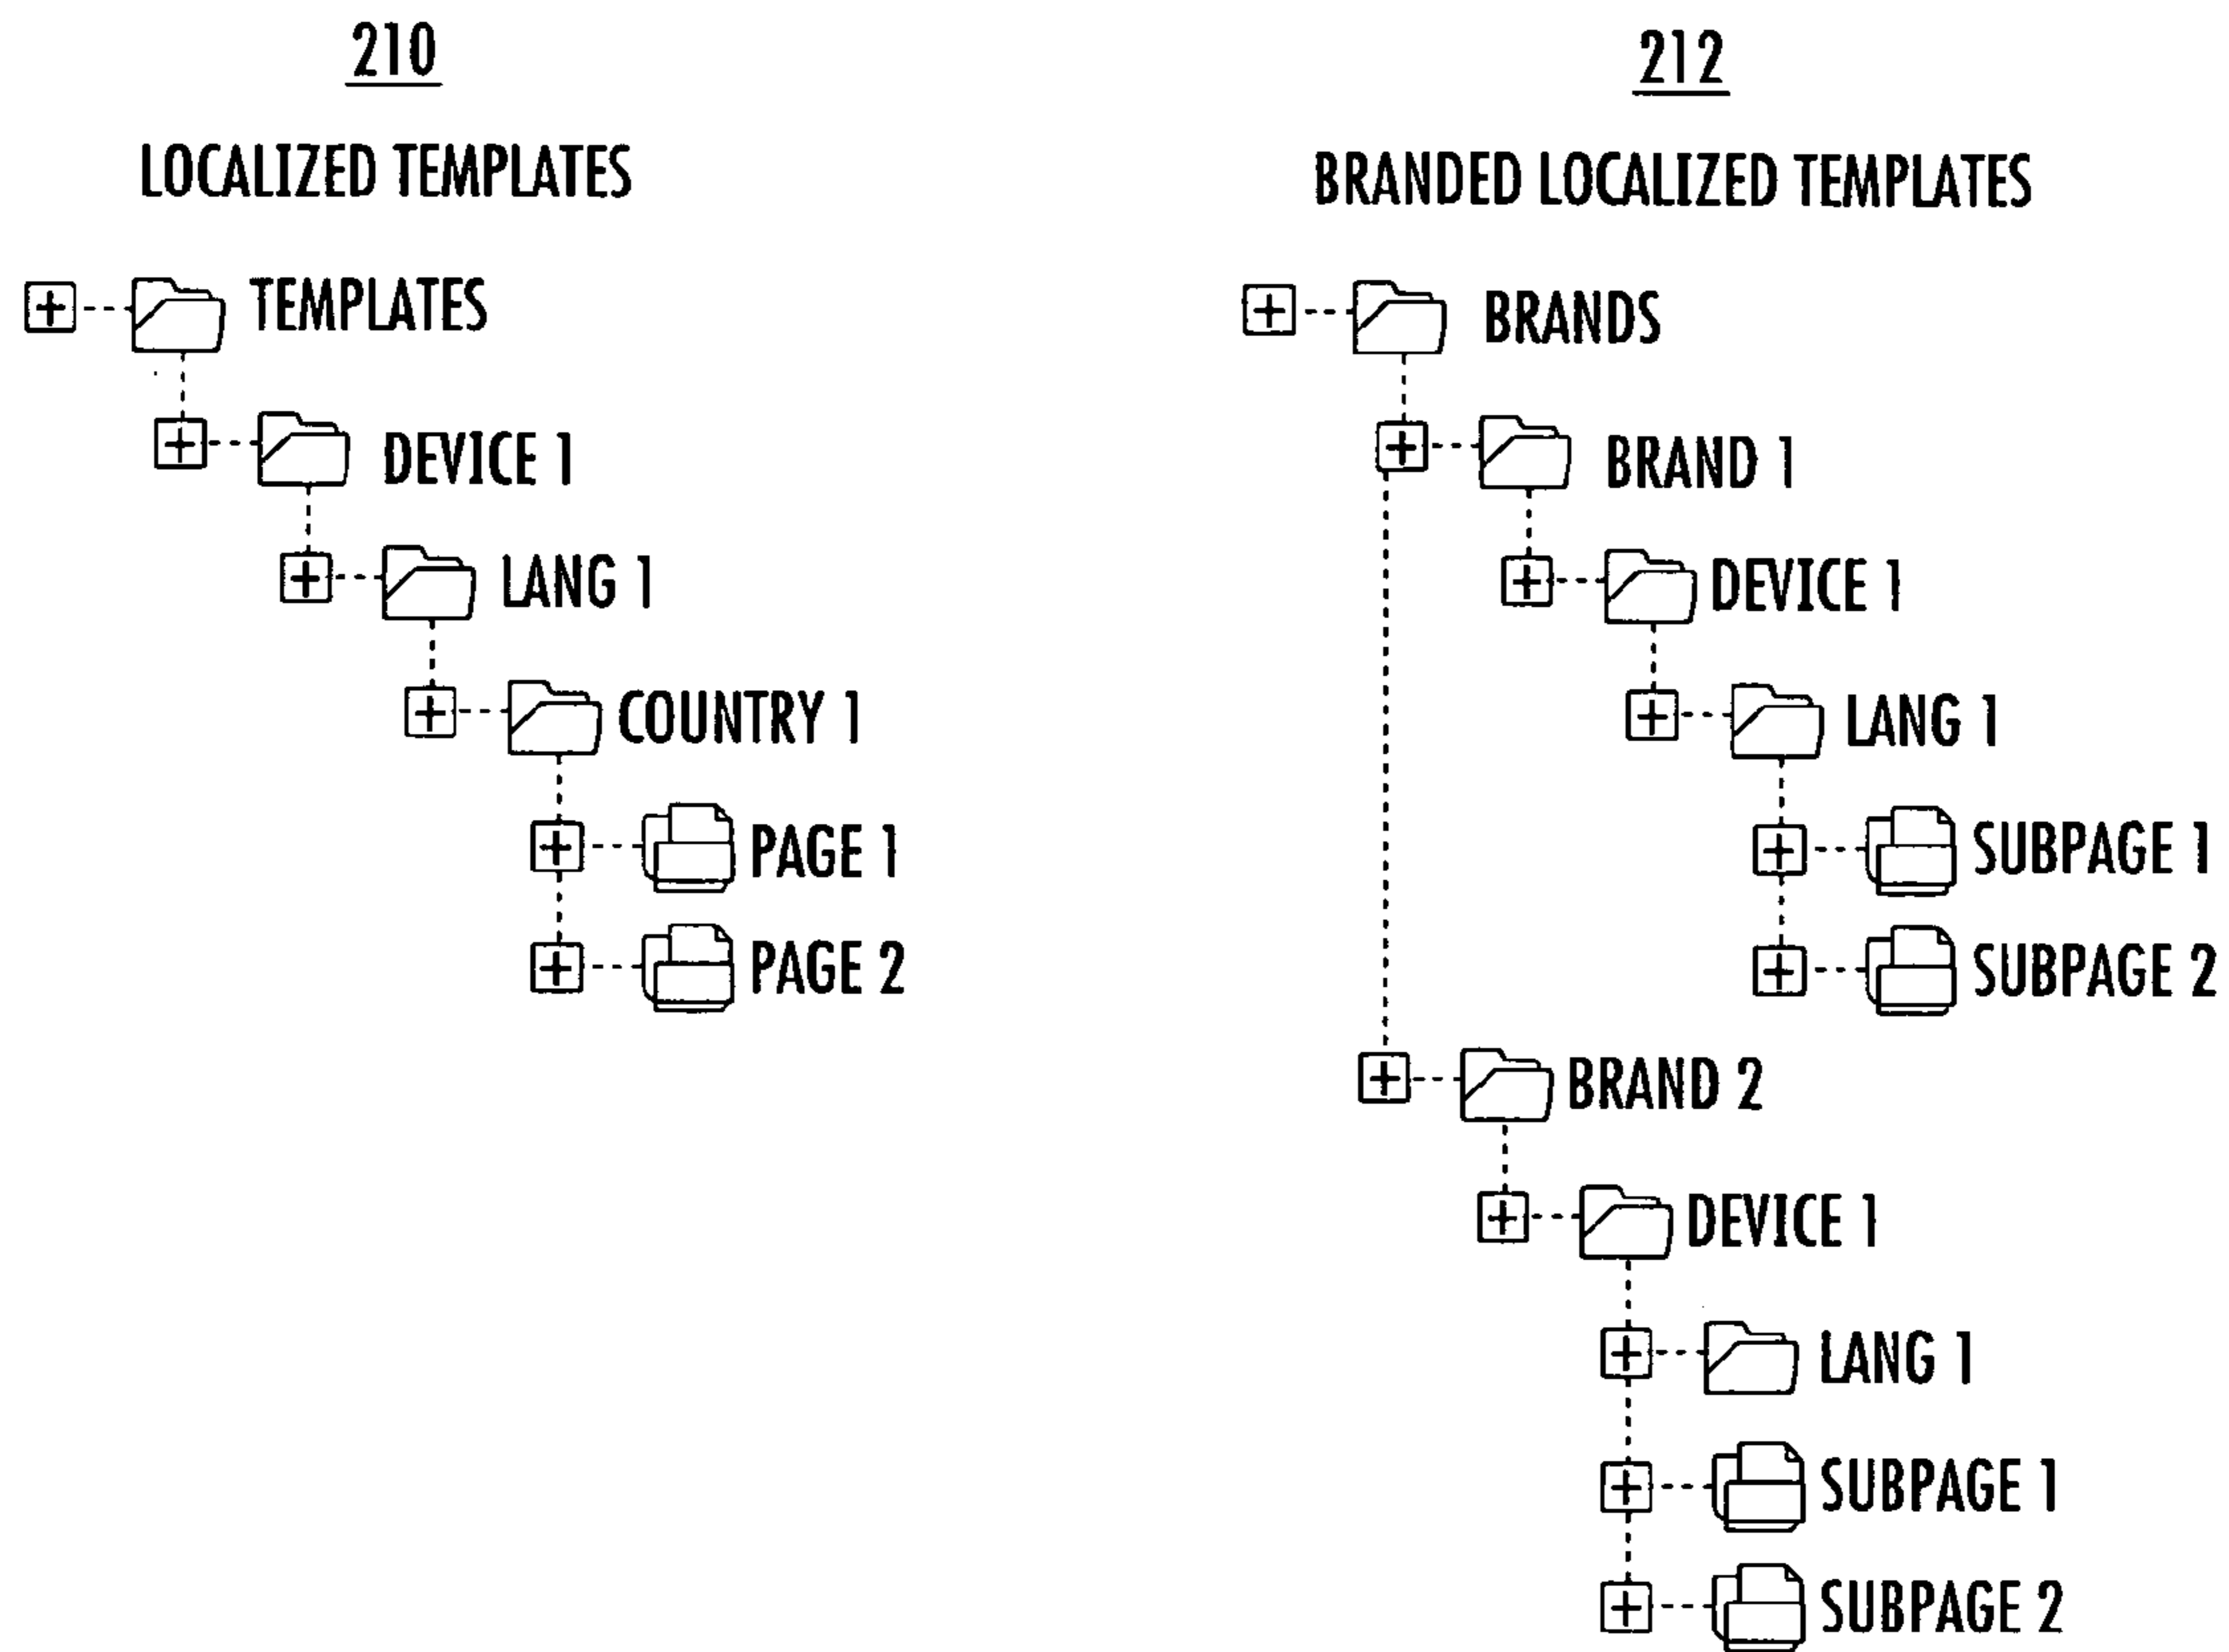 210
LOCALIZED TEMPLATES
TEMPLATES
DEVICE 1
LANG 1
COUNTRY 1
PAGE 1
PAGE 2
212
BRANDED LOCALIZED TEMPLATES
BRANDS
BRAND 1
DEVICE 1
LANG 1
SUBPAGE 1
SUBPAGE 2
BRAND 2
DEVICE 1
LANG 1
SUBPAGE 1
SUBPAGE 2